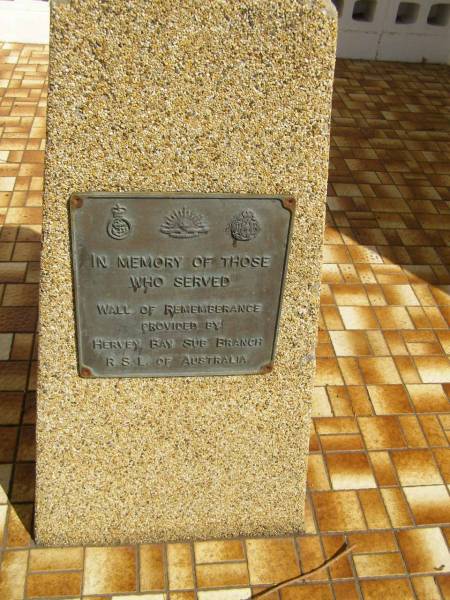 IN MEMORY OF THOSE
WHO SERVED
WALL OF REMEMBERANCE
PROVIDED BY
HERVEY BAY SUB BRANCH
R.S.L. OF AUSTRALIA